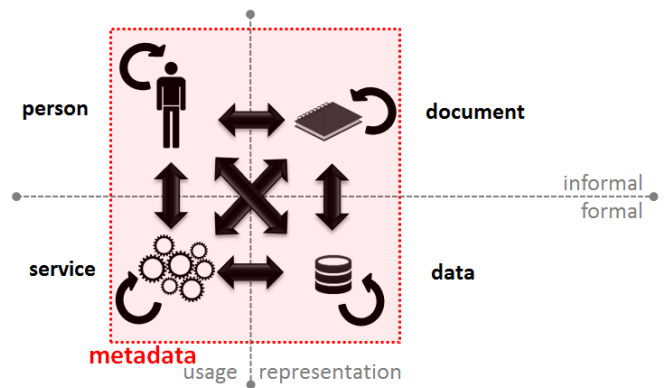 person
document
informal
formal
service
data
metadata
usage
representation